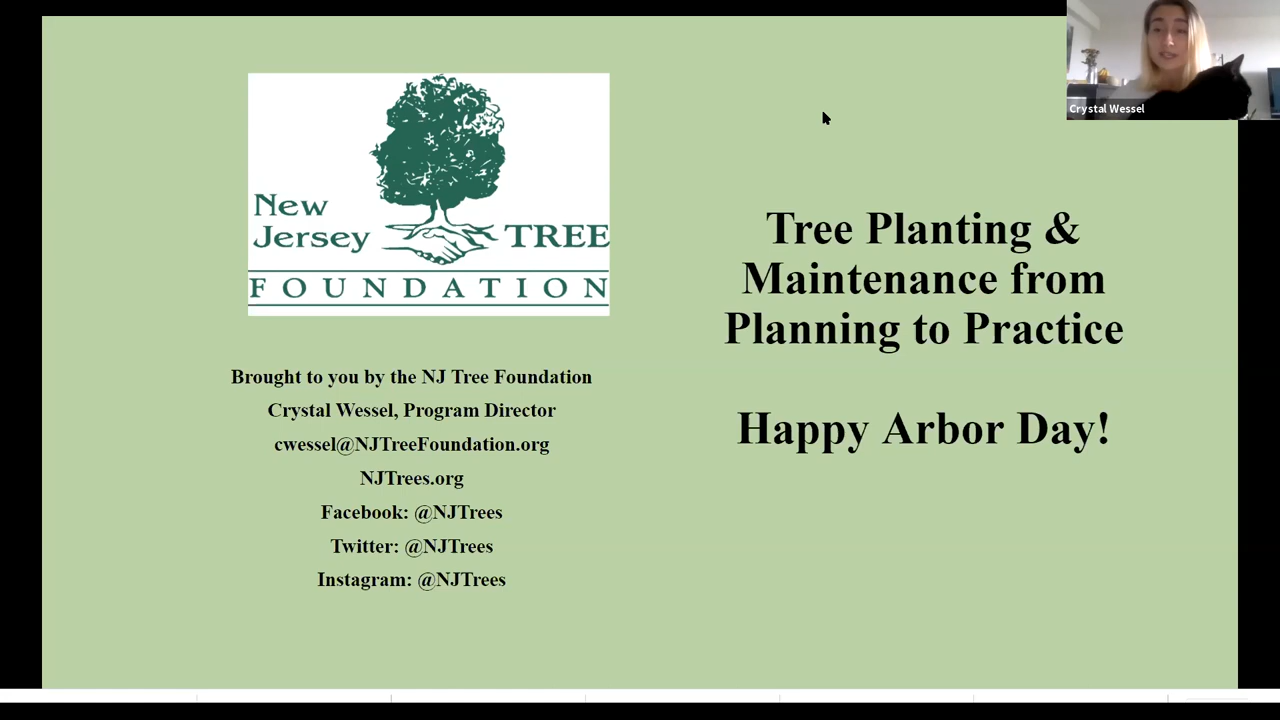 New
Jersey TREE
FOUNDATION
Brought to you by the NJ Tree Foundation
Crystal Wessel, Program Director
cwessel@NJTreeFoundation.org
NJTrees.org
Facebook: @NJTrees
Twitter: @NJTrees
Instagram: @NJTrees
Tree Planting &
Maintenance from
Planning to Practice
Happy Arbor Day!
Crystal Wessel